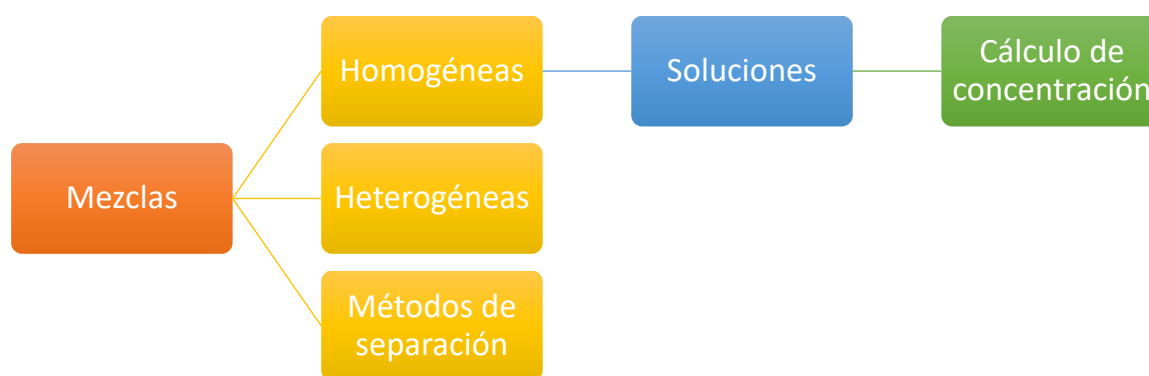 Mezclas
Homogéneas
Soluciones
Cálculo de
concentración
Heterogéneas
Métodos de
separación